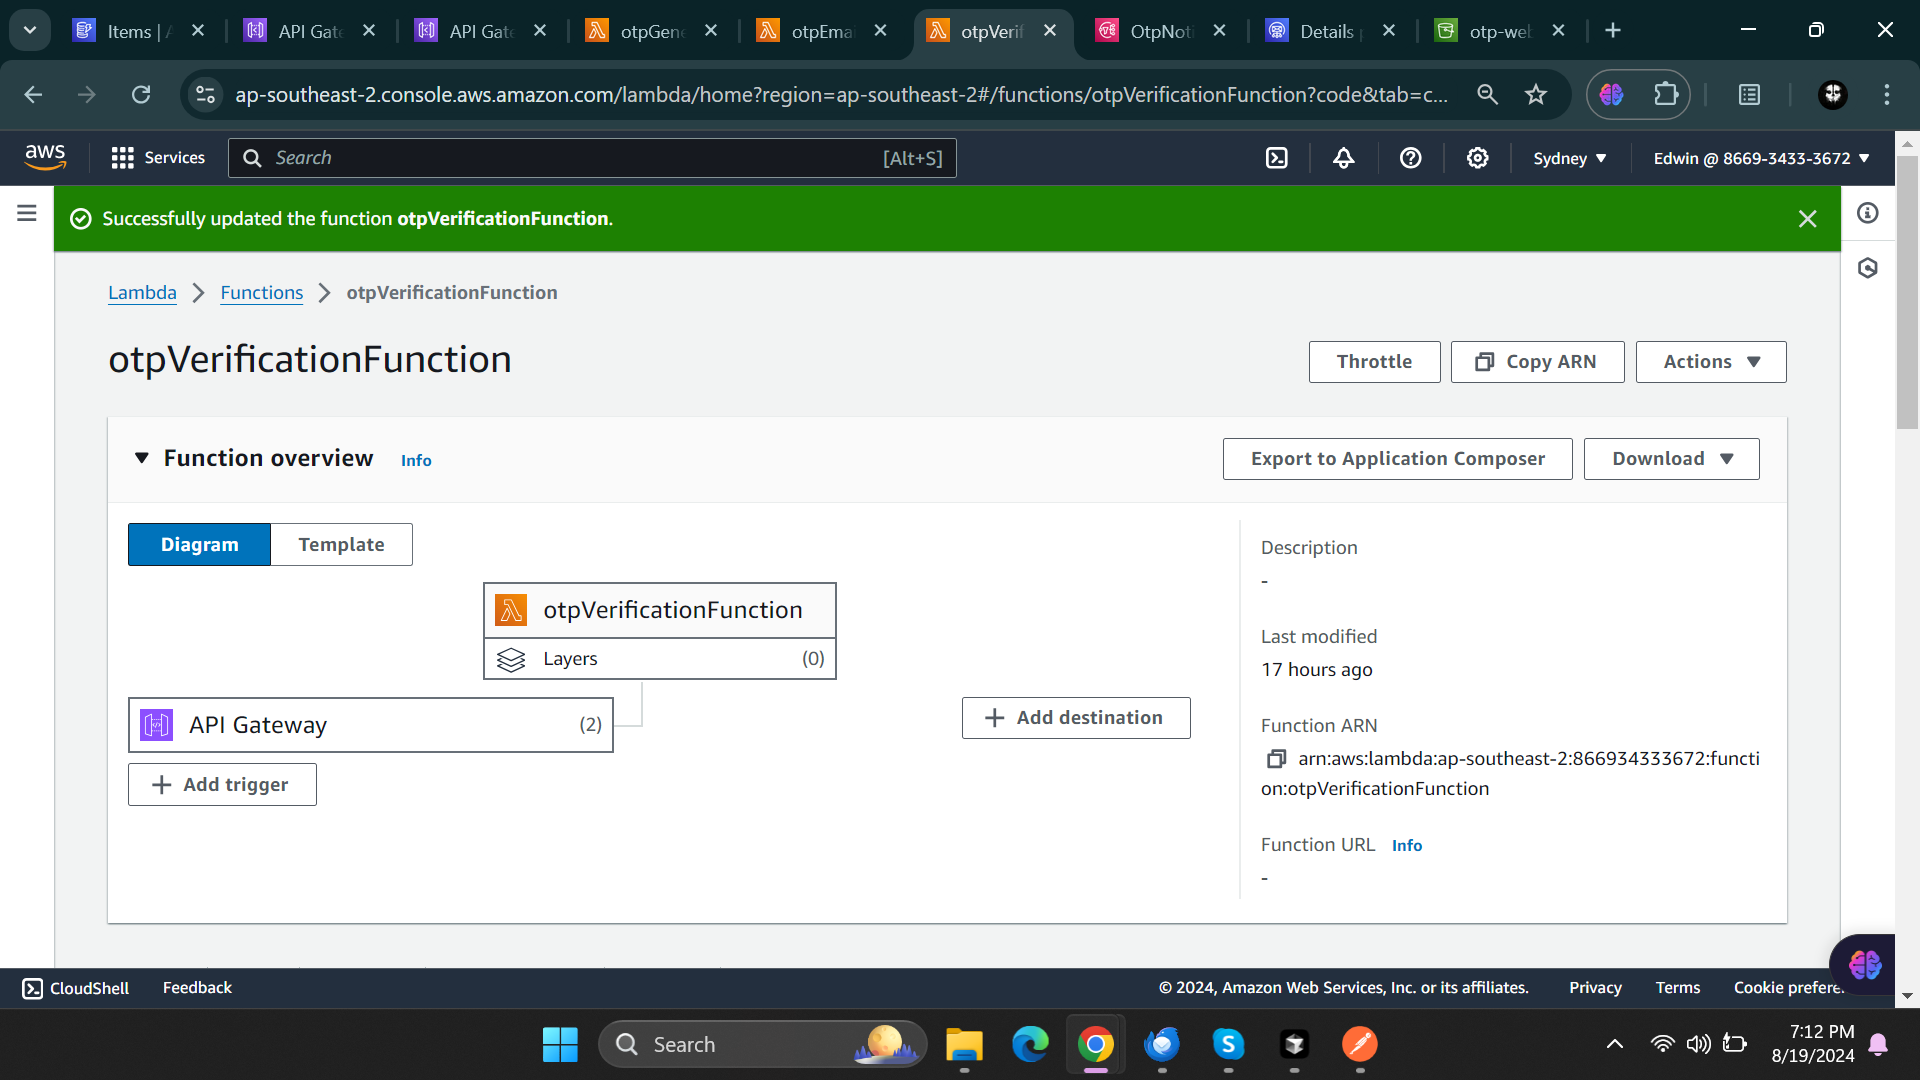 Items | A
API Gate
API Gate
otpGene
otpEmai
otpVerif
OtpNoti
Details p
otp-web
ap-southeast-2.console.aws.amazon.com/lambda/home?region=ap-southeast-2#/functions/otpVerificationFunction?code&tab=c...
aws
Services
Search
[Alt+S]
Sydney ▼
Edwin @ 8669-3433-3672 ▼
Successfully updated the function otpVerificationFunction.
Lambda
Functions
otpVerificationFunction
otpVerificationFunction
Throttle
Copy ARN
Actions ▼
Function overview
Info
Export to Application Composer
Download ▼
Diagram
Template
otpVerificationFunction
Layers
(0)
API Gateway
(2)
+ Add trigger
+ Add destination
Description
-
Last modified
17 hours ago
Function ARN
arn:aws:lambda:ap-southeast-2:866934333672:functi
on:otpVerificationFunction
Function URL
Info
-
CloudShell
Feedback
© 2024, Amazon Web Services, Inc. or its affiliates.
Privacy
Terms
Cookie prefere
Search
7:12 PM
8/19/2024